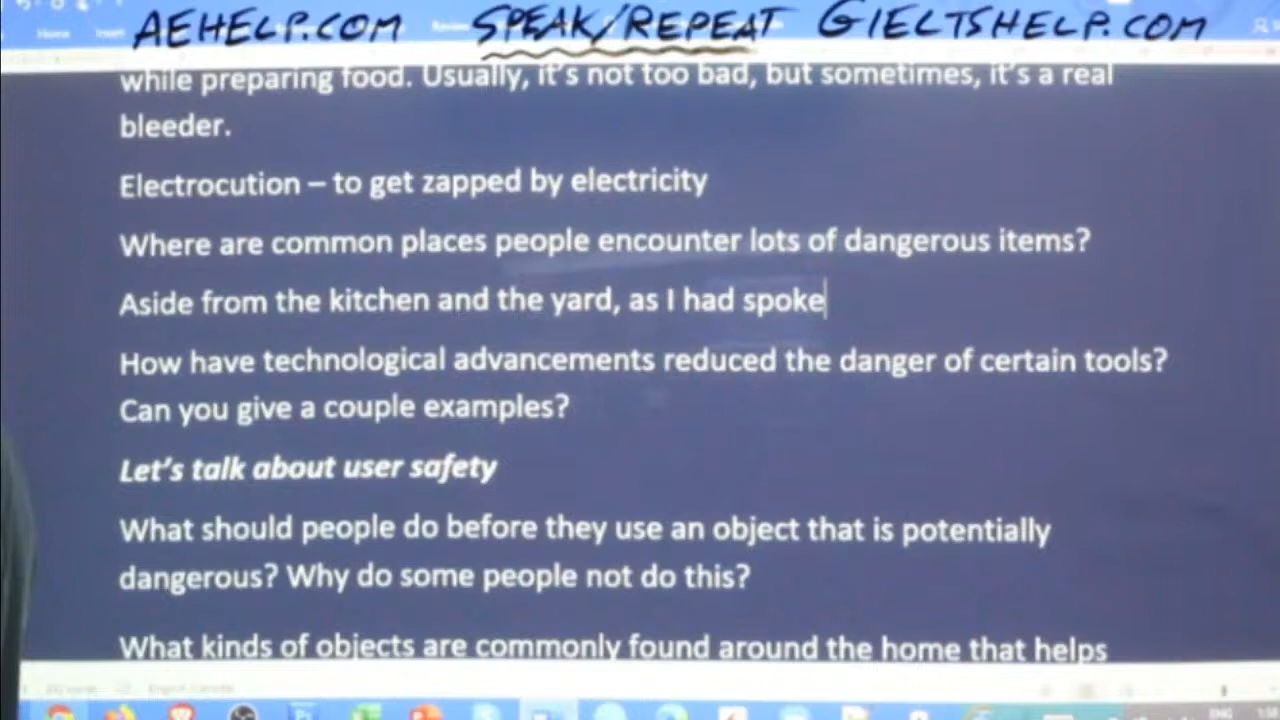 AEHELP.COM SPEAK/REPEAT GIELTSHELP.COM
Home Insert
while preparing food. Usually, it's not too bad, but sometimes, it's a real
bleeder.
Electrocution – to get zapped by electricity
Where are common places people encounter lots of dangerous items?
Aside from the kitchen and the yard, as I had spoke
How have technological advancements reduced the danger of certain tools?
Can you give a couple examples?
Let's talk about user safety
What should people do before they use an object that is potentially
dangerous? Why do some people not do this?
What kinds of objects are commonly found around the home that helps
ENG